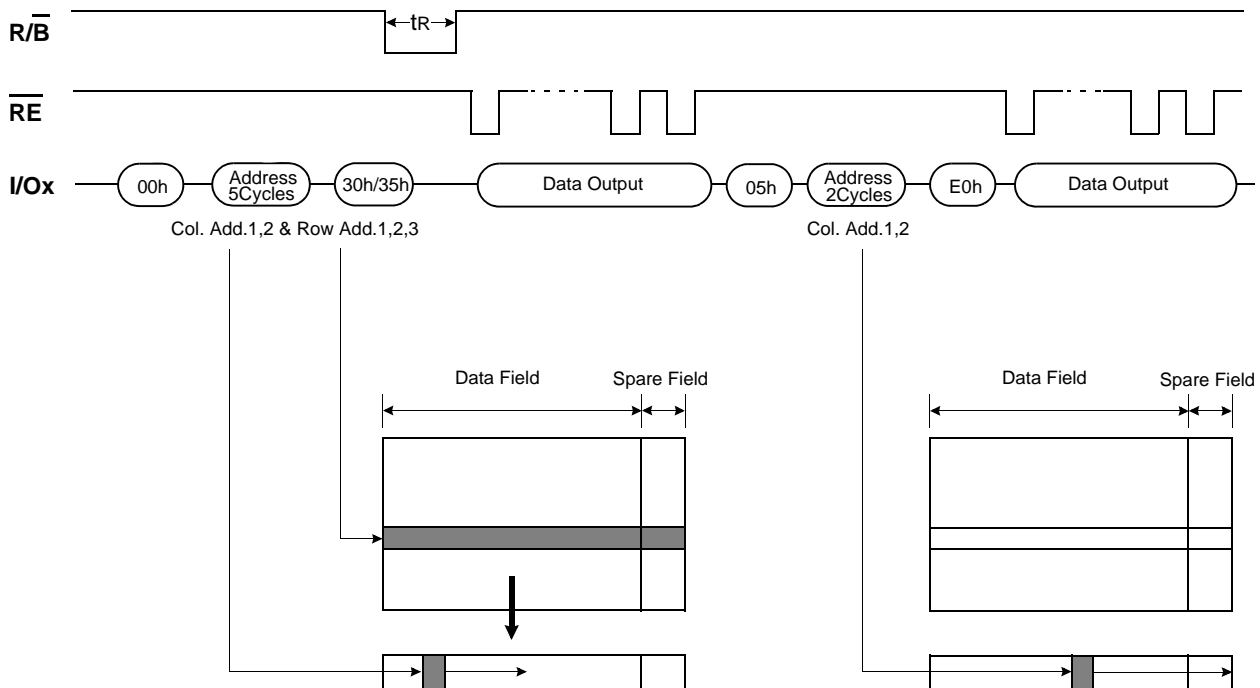 R/B tR
RE
I/Ox 00h Address 5Cycles 30h/35h Data Output 05h Address 2Cycles E0h Data Output
Col. Add.1,2 & Row Add.1,2,3 Col. Add.1,2
Data Field Spare Field Data Field Spare Field